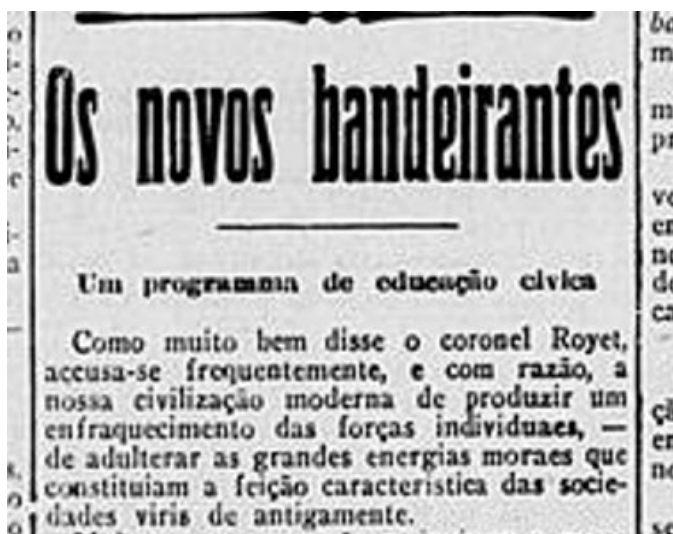 Os novos bandeirantes
Um programma de educação civica
Como muito bem disse o coronel Royet,
accusa-se frequentemente, e com razão, a
nossa civilização moderna de produzir um
enfraquecimento das forças individuaes, —
de adulterar as grandes energias moraes que
constituiam a feição caracteristica das socie-
dades viris de antigamente.